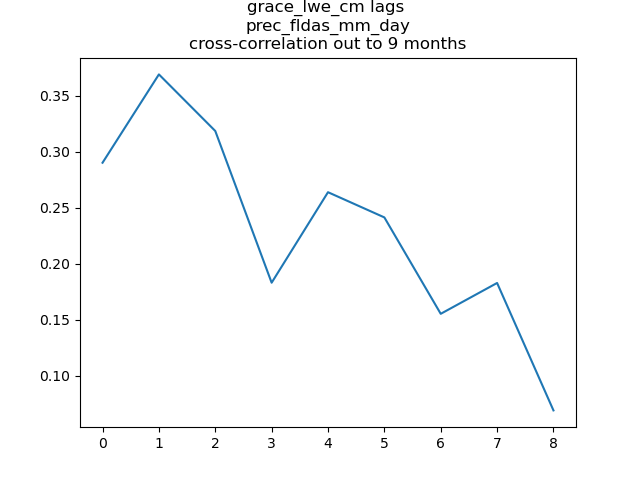 grace_lwe_cm lags
prec_fldas_mm_day
cross-correlation out to 9 months
0.35
0.30
0.25
0.20
0.15
0.10
0 1 2 3 4 5 6 7 8